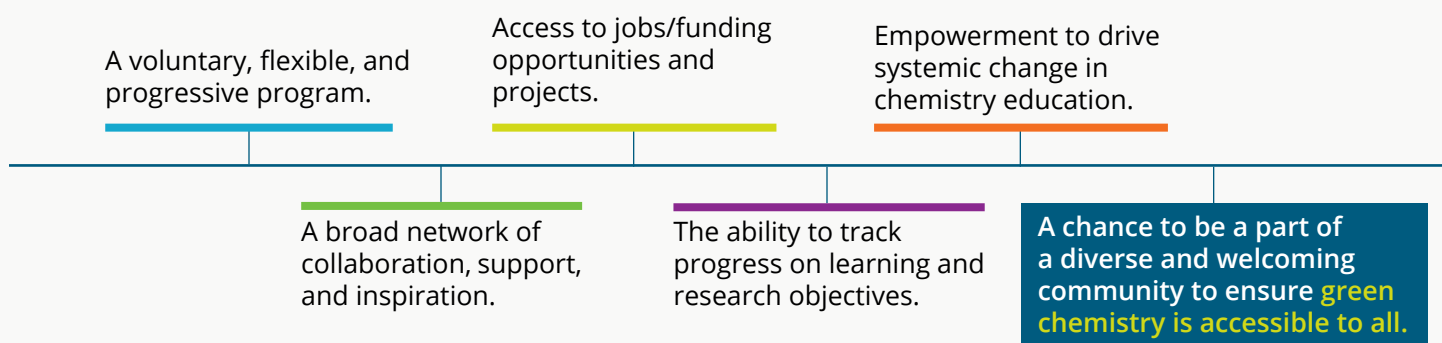 A voluntary, flexible, and
progressive program.
A broad network of
collaboration, support,
and inspiration.
Access to jobs/funding
opportunities and
projects.
The ability to track
progress on learning and
research objectives.
Empowerment to drive
systemic change in
chemistry education.
A chance to be a part of
a diverse and welcoming
community to ensure green
chemistry is accessible to all.